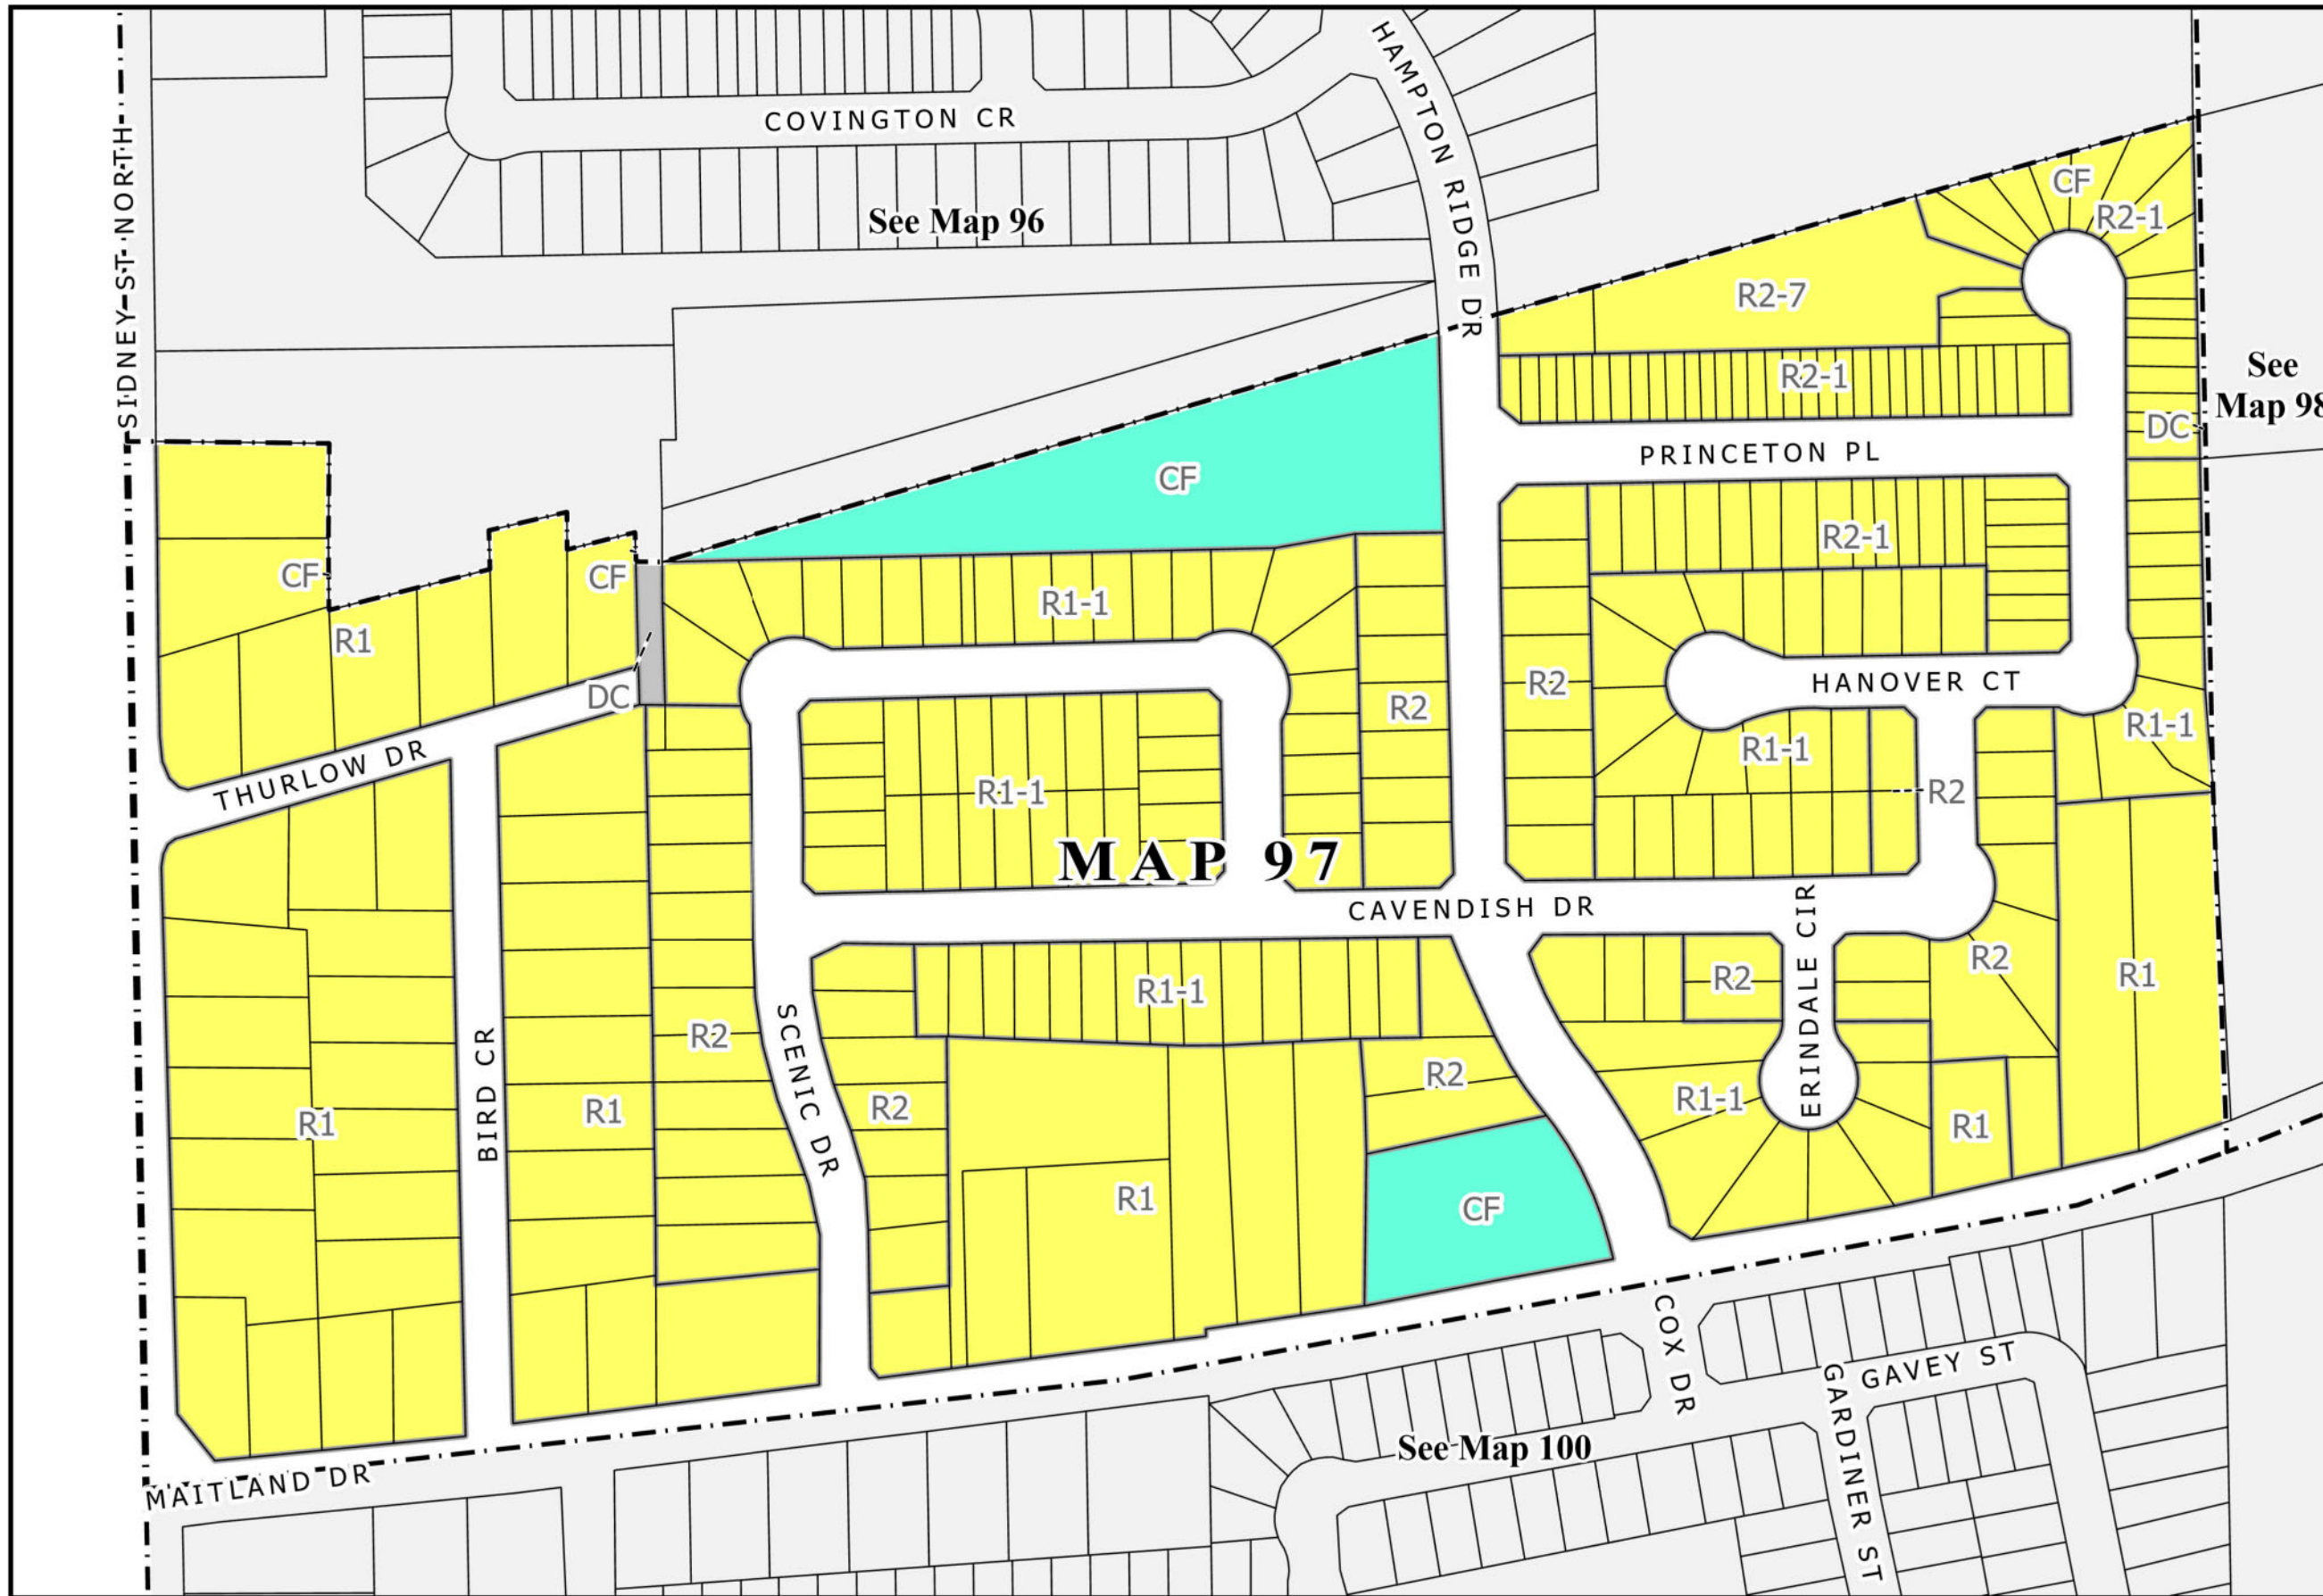 COVINGTON CR
HAMPTON RIDGE DR
SIDNEY ST NORTH
See Map 96
CF
R2-1
R2-7
R2-1
See
Map 98
DC
PRINCETON PL
CF
R2-1
CF
CF
R1-1
R1
R2
R2
HANOVER CT
DC
R1-1
R1-1
THURLOW DR
R1-1
R2
MAP 97
CAVENDISH DR
ERINDALE CIR
R2
R2
R1
R1-1
R2
SCENIC DR
R2
R2
R1-1
R1
R1
BIRD CR
R1
R1
CF
COX DR
GAVEY ST
GARDINER ST
See Map 100
MAITLAND DR